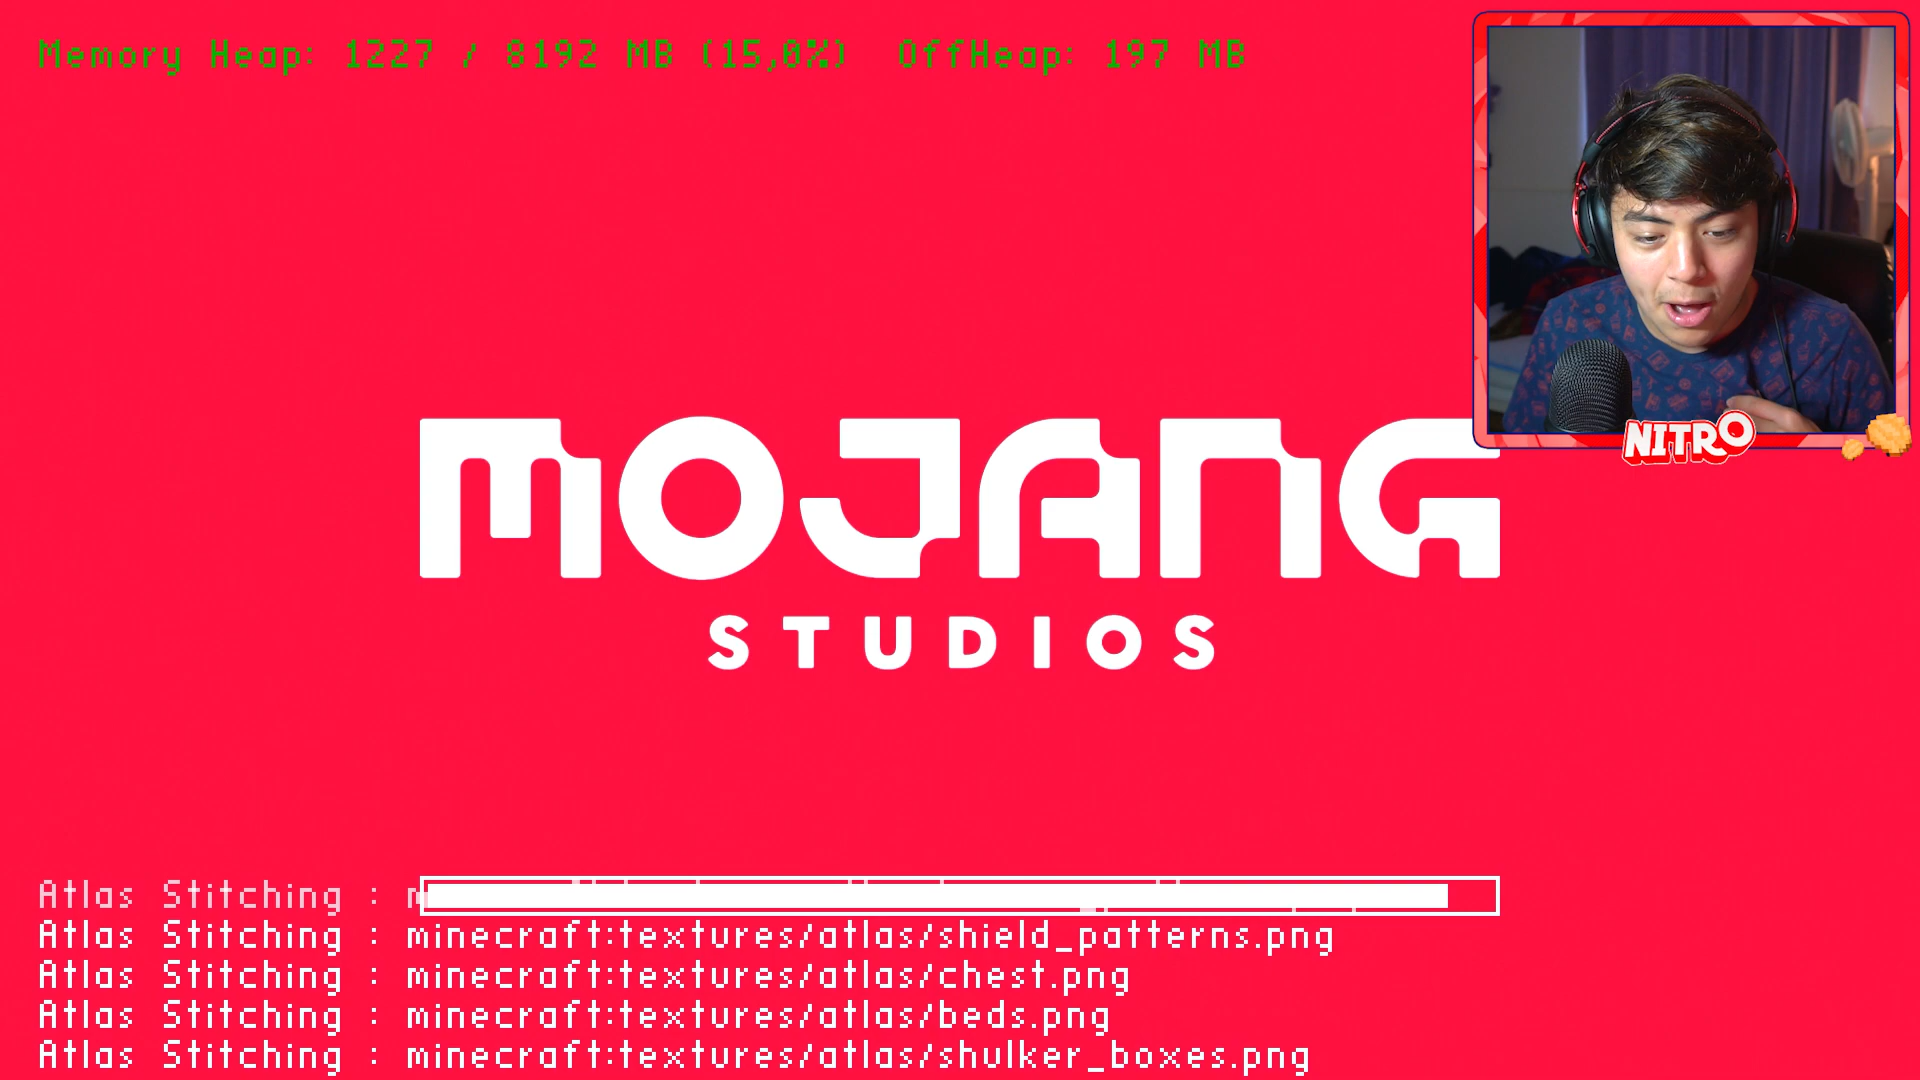 Memory Heap: 1227 / 8192 MB (15,0%)  OffHeap: 197 MB
NITRO
MOJANG
STUDIOS
Atlas Stitching : m
Atlas Stitching : minecraft:textures/atlas/shield_patterns.png
Atlas Stitching : minecraft:textures/atlas/chest.png
Atlas Stitching : minecraft:textures/atlas/beds.png
Atlas Stitching : minecraft:textures/atlas/shulker_boxes.png